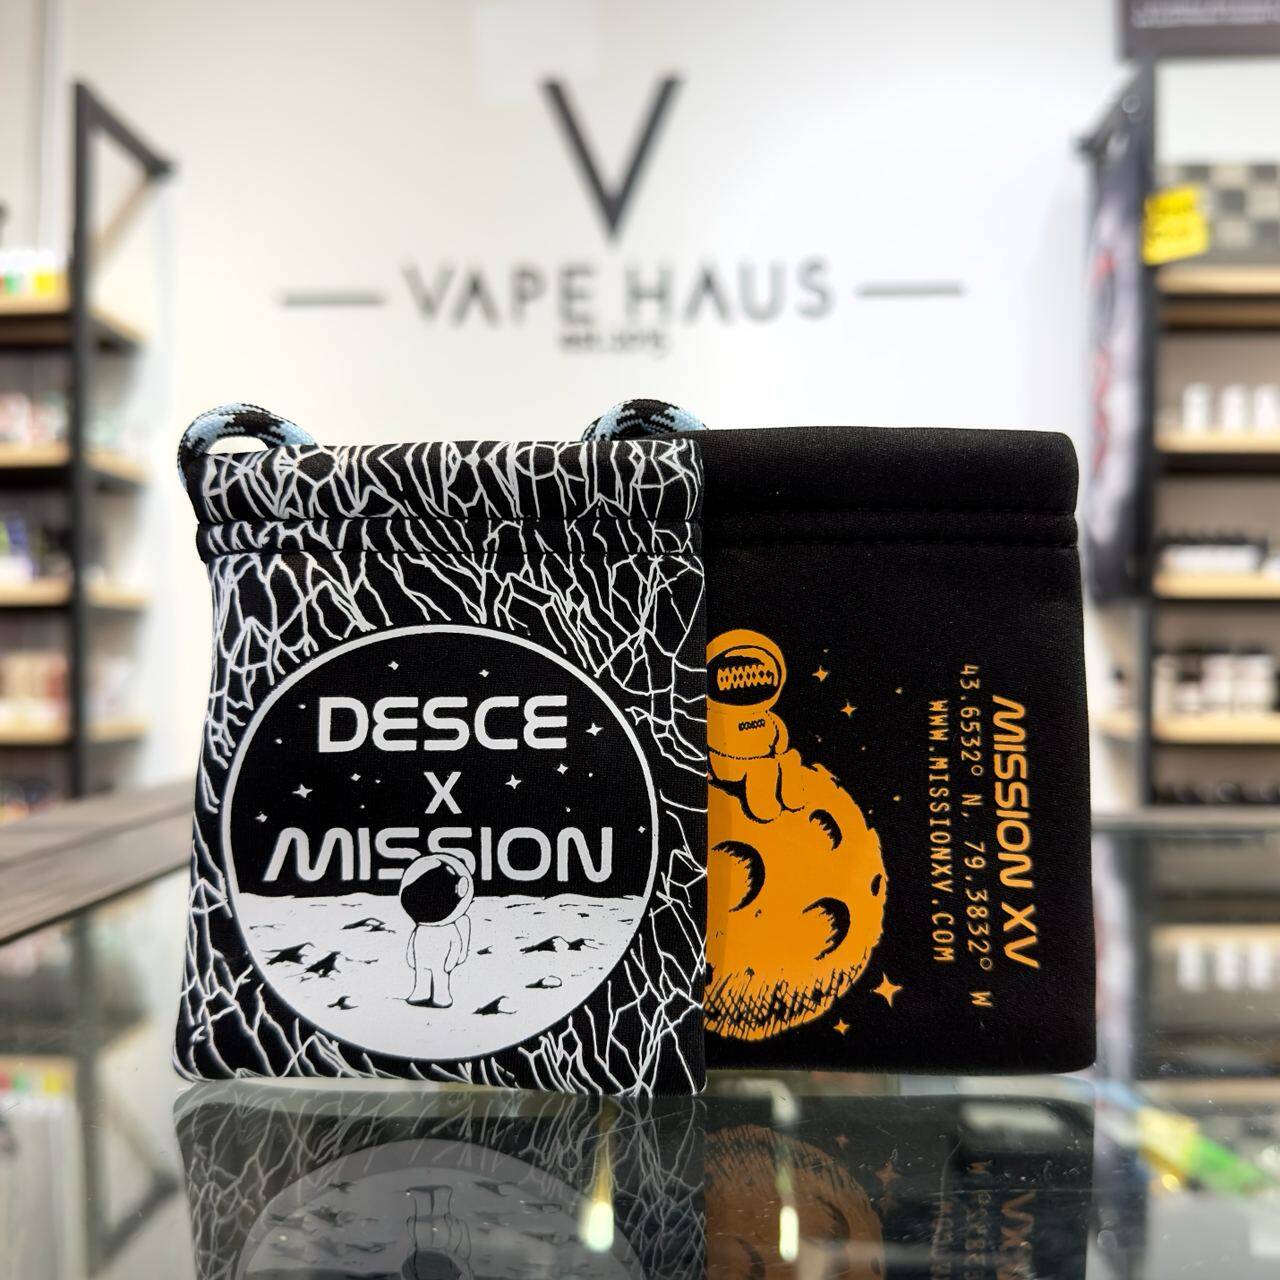 V
VAPE HAUS
DESCE
X
MISSION
MISSION XV
43.6532° N, 79.3832° W
WWW.MISSIONXV.COM